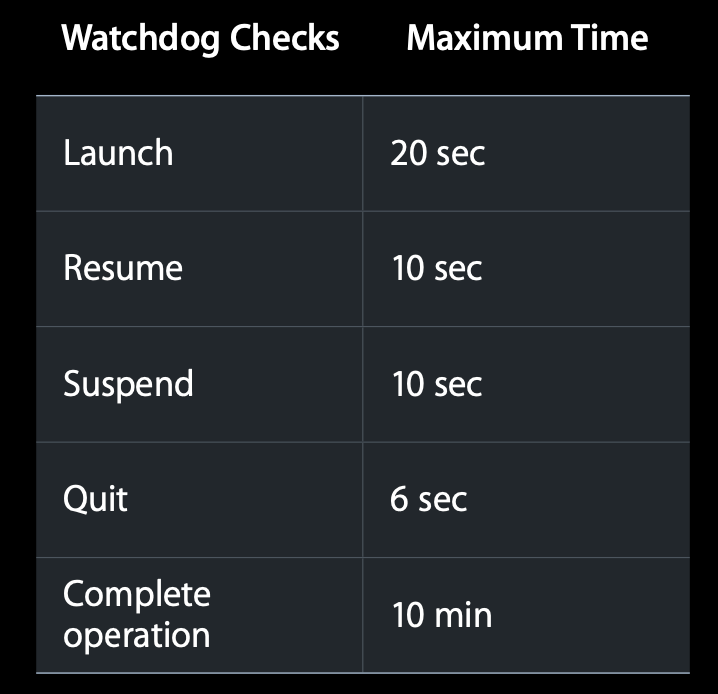 Watchdog Checks Maximum Time
Launch 20 sec
Resume 10 sec
Suspend 10 sec
Quit 6 sec
Complete
operation
10 min